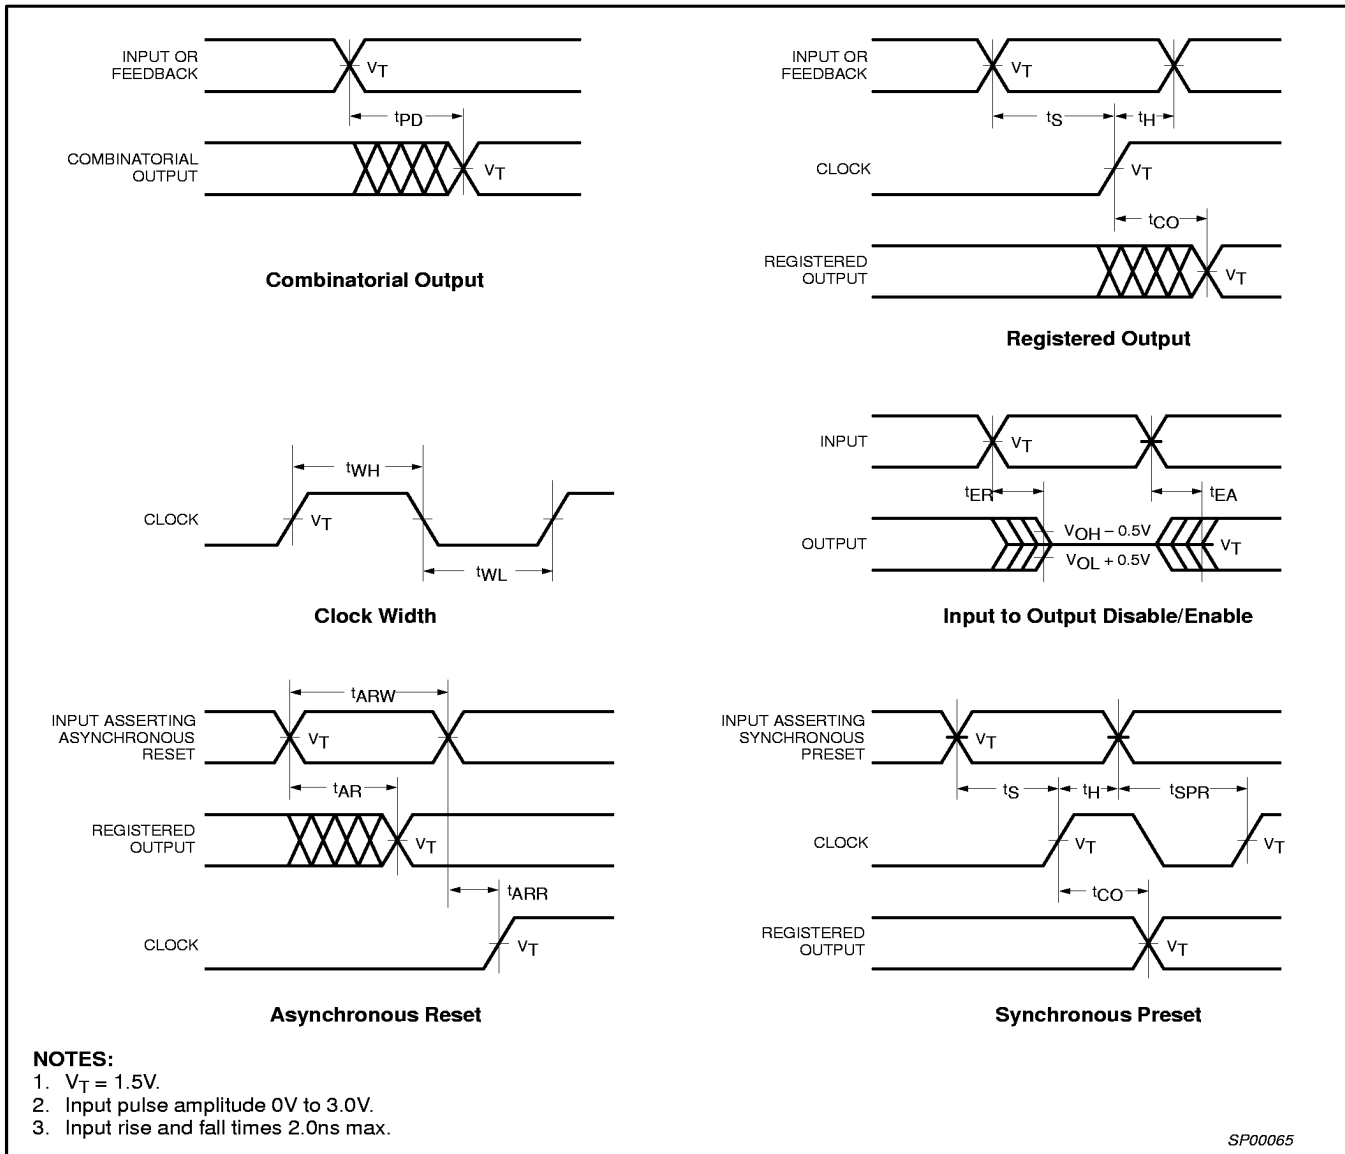 INPUT OR
FEEDBACK
VT
tPD
COMBINATORIAL
OUTPUT
VT
Combinatorial Output
INPUT OR
FEEDBACK
VT
tS
tH
CLOCK
VT
tCO
REGISTERED
OUTPUT
VT
Registered Output
tWH
CLOCK
VT
tWL
Clock Width
INPUT
VT
tER
tEA
OUTPUT
VOH – 0.5V
VOL + 0.5V
VT
Input to Output Disable/Enable
tARW
INPUT ASSERTING
ASYNCHRONOUS
RESET
VT
tAR
REGISTERED
OUTPUT
VT
tARR
CLOCK
VT
Asynchronous Reset
INPUT ASSERTING
SYNCHRONOUS
PRESET
VT
tS
tH
tSPR
CLOCK
VT
VT
tCO
REGISTERED
OUTPUT
VT
Synchronous Preset
NOTES:
1. VT = 1.5V.
2. Input pulse amplitude 0V to 3.0V.
3. Input rise and fall times 2.0ns max.
SP00065